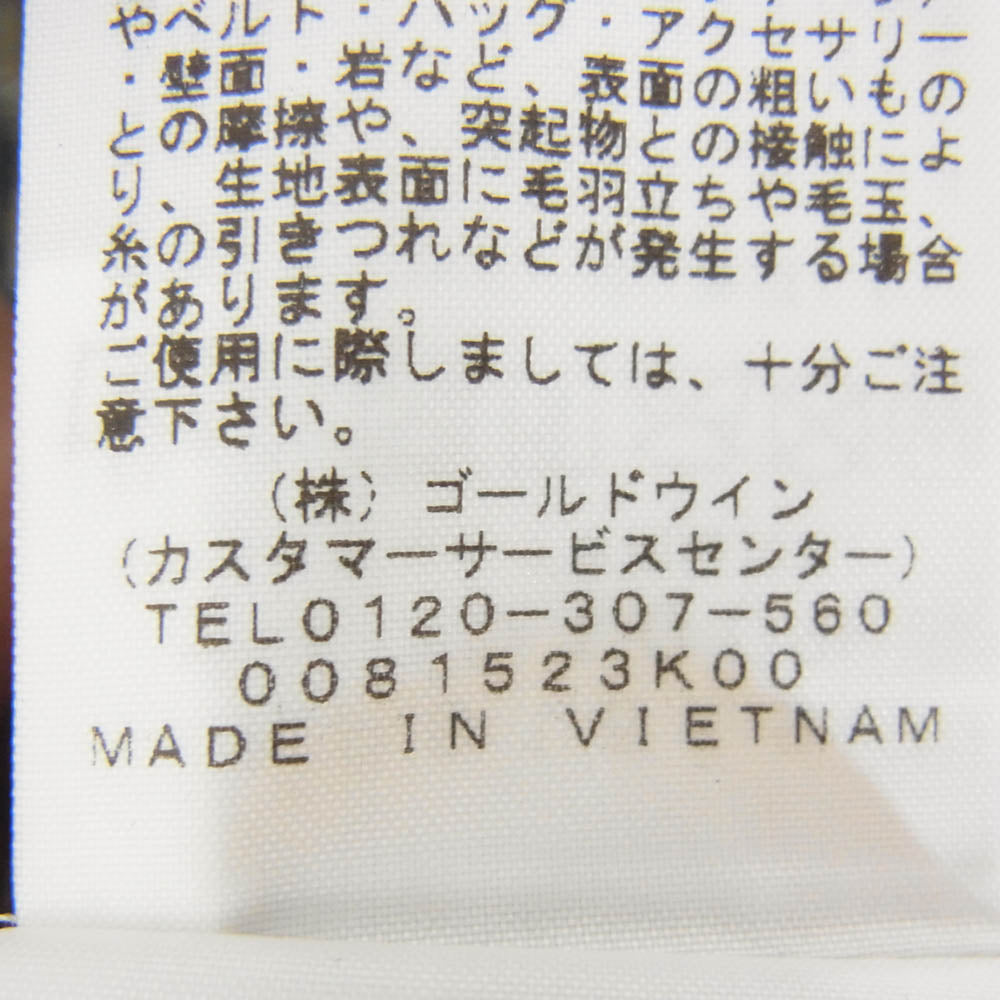 やベルト・バッグ・アクセサリー
・壁面・岩など、表面の粗いもの
との摩擦や、突起物との接触によ
り、生地表面に毛羽立ちや毛玉、
糸の引きつれなどが発生する場合
があります。
ご使用に際しましては、十分ご注
意下さい。
(株)ゴールドウイン
(カスタマーサービスセンター)
TEL0120-307-560
0081523K00
MADE IN VIETNAM